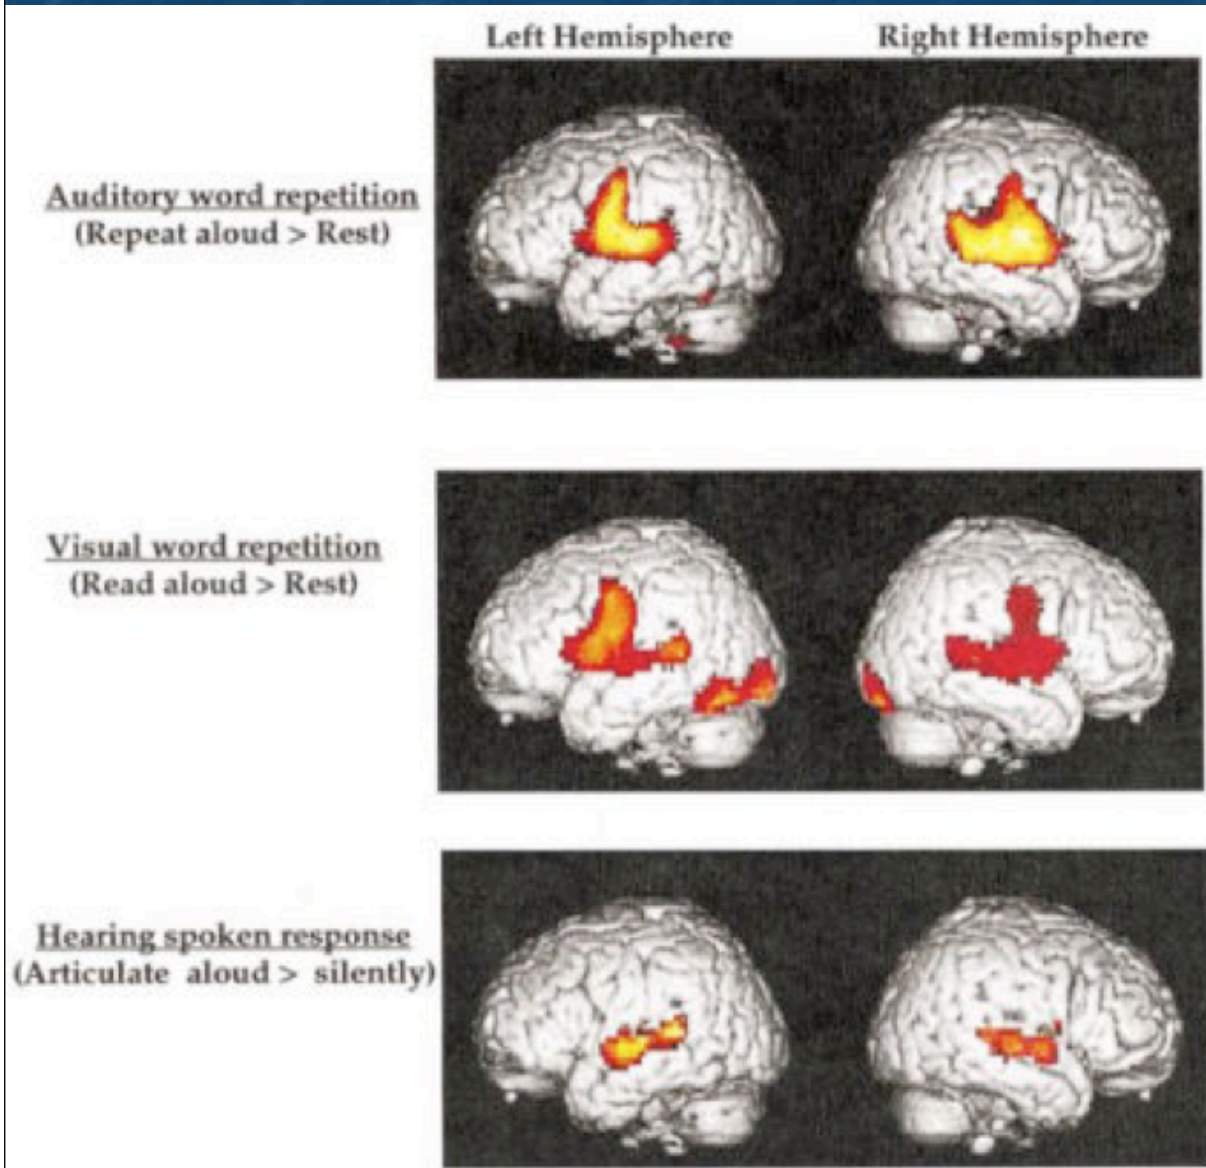 Left Hemisphere Right Hemisphere
Auditory word repetition
(Repeat aloud > Rest)
Visual word repetition
(Read aloud > Rest)
Hearing spoken response
(Articulate aloud > silently)